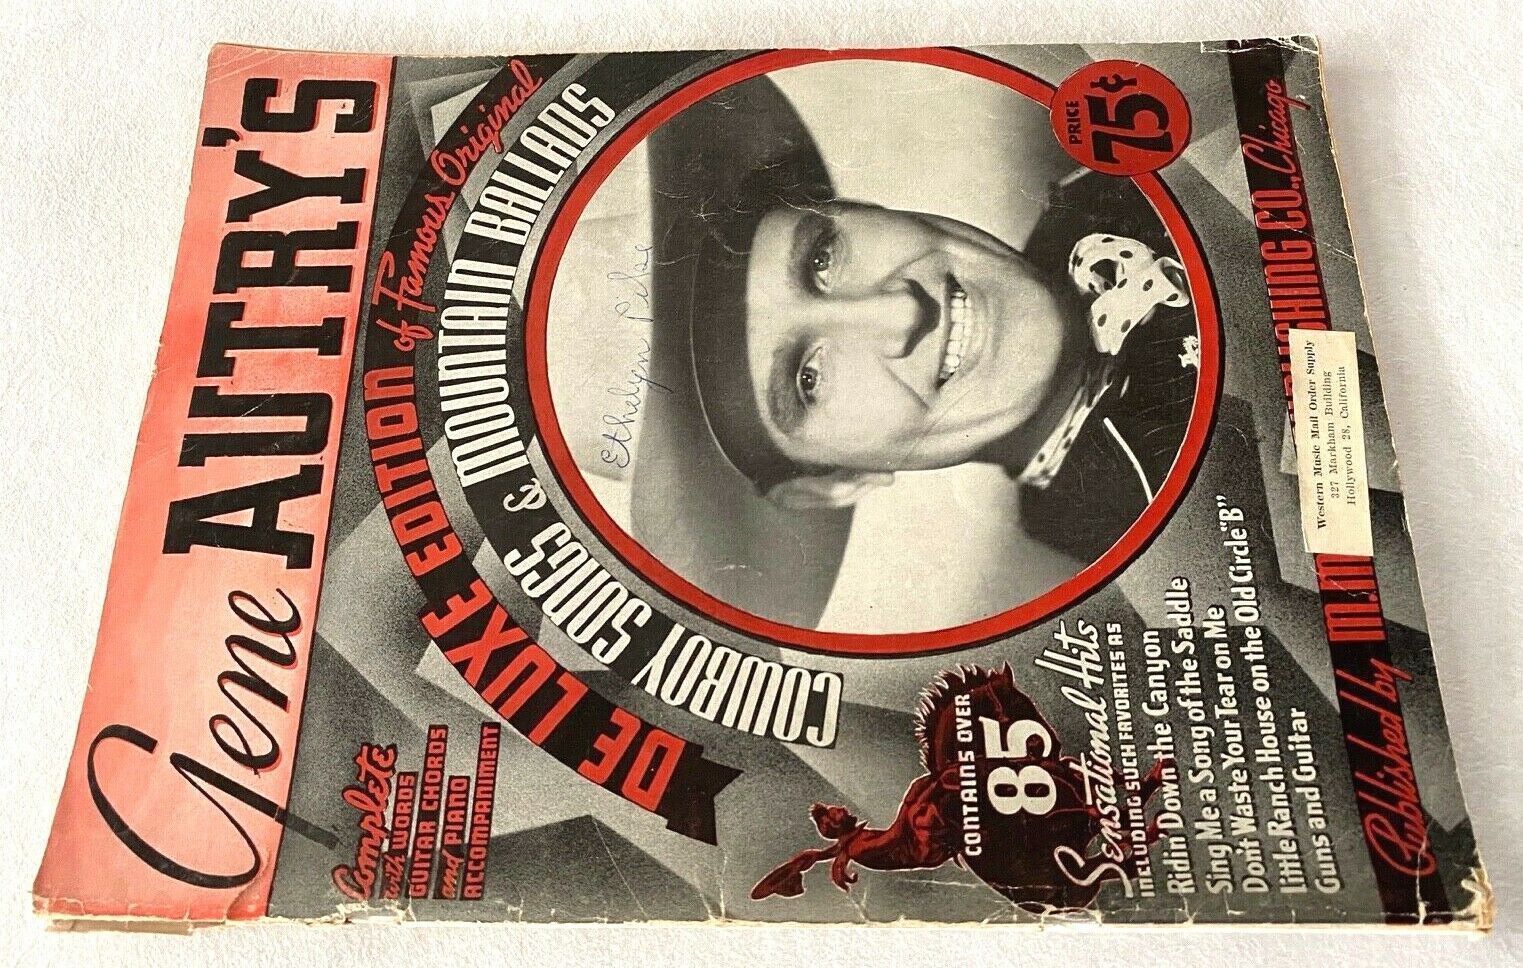 Gene AUTRY'S
DE LUXE EDITION of Famous Original
COWBOY SONGS & MOUNTAIN BALLADS
Complete
with WORDS
GUITAR CHORDS
and PIANO
ACCOMPANIMENT
Ethalyn
PRICE
75¢
CONTAINS OVER
85
Sensational Hits
INCLUDING SUCH FAVORITES AS
Ridin' Down the Canyon
Sing Me a Song of the Saddle
Don't Waste Your Tear on Me
Little Ranch House on the Old Circle "B"
Guns and Guitar
Western Music Mail Order Supply
327 Markham Building
Hollywood 28, California
Published by M.M. CO., Chicago